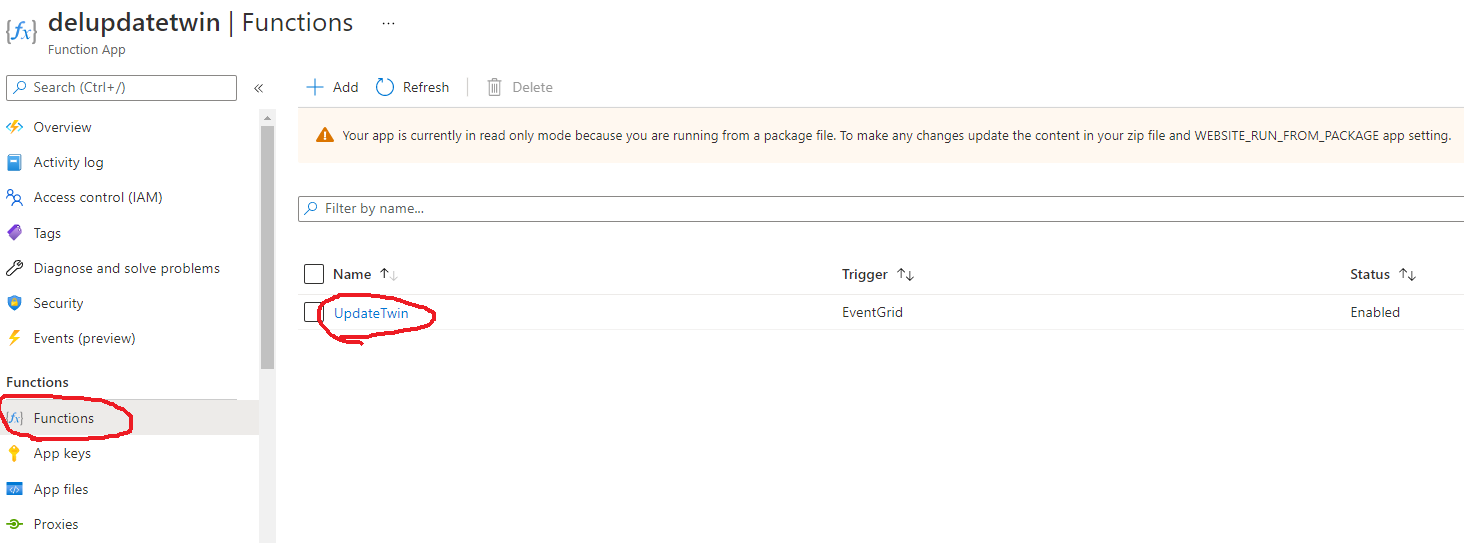 delupdatetwin | Functions ...
Function App
Search (Ctrl+/) «
Overview
Activity log
Access control (IAM)
Tags
Diagnose and solve problems
Security
Events (preview)
Functions
{fx} Functions
App keys
App files
Proxies
+ Add Refresh Delete
Your app is currently in read only mode because you are running from a package file. To make any changes update the content in your zip file and WEBSITE_RUN_FROM_PACKAGE app setting.
Filter by name...
Name ↑↓ Trigger ↑↓ Status ↑↓
UpdateTwin EventGrid Enabled